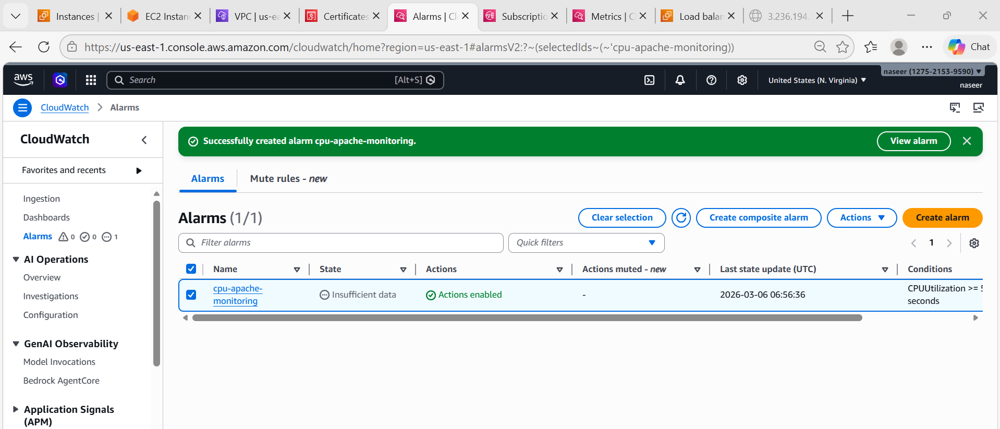 Instances |
EC2 Instan
VPC | us-ea
Certificates
Alarms | Cl
Subscriptio
Metrics | C
Load balan
3.236.194.
https://us-east-1.console.aws.amazon.com/cloudwatch/home?region=us-east-1#alarmsV2:?~(selectedIds~(~'cpu-apache-monitoring))
Chat
aws
Search
[Alt+S]
United States (N. Virginia)
naseer (1275-2153-9590)
naseer
CloudWatch
Alarms
CloudWatch
Favorites and recents
Ingestion
Dashboards
Alarms 0 0 1
AI Operations
Overview
Investigations
Configuration
GenAI Observability
Model Invocations
Bedrock AgentCore
Application Signals
(APM)
Successfully created alarm cpu-apache-monitoring.
View alarm
Alarms
Mute rules - new
Alarms (1/1)
Clear selection
Create composite alarm
Actions
Create alarm
Filter alarms
Quick filters
1
Name
State
Actions
Actions muted - new
Last state update (UTC)
Conditions
cpu-apache-
monitoring
Insufficient data
Actions enabled
-
2026-03-06 06:56:36
CPUUtilization >=
seconds